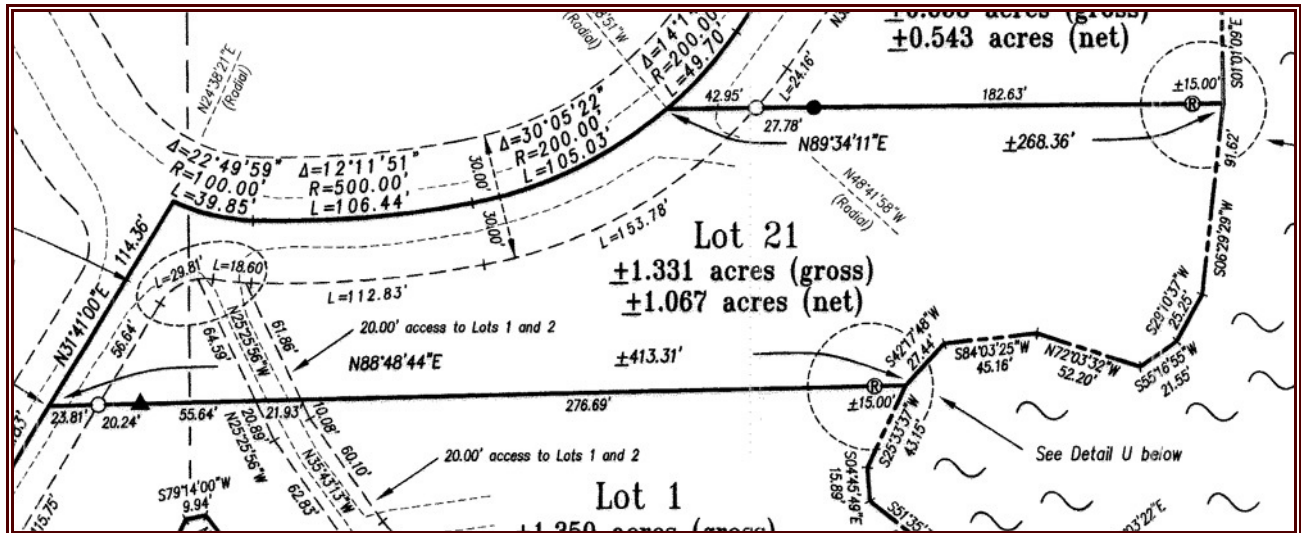 ±0.543 acres (net)
S01°01'09"E
N24°38'21"E
(Radial)
(Radial)
R=200.00'
L=49.70'
L=24.16'
42.95'
27.78'
182.63'
±15.00'
R
N89°34'11"E
±268.36'
91.62'
Δ=22°49'59"
R=100.00'
L=39.85'
Δ=12°11'51"
R=500.00'
L=106.44'
Δ=30°05'22"
R=200.00'
L=105.03'
30.00'
30.00'
N48°41'58"W
(Radial)
L=153.78'
114.36'
N31°41'00"E
L=29.81'
L=18.60'
L=112.83'
Lot 21
±1.331 acres (gross)
±1.067 acres (net)
S06°29'29"W
S29°10'37"W
25.25'
S55°16'55"W
21.55'
N72°03'32"W
52.20'
S84°03'25"W
45.16'
S42°17'48"W
27.44'
56.64'
64.59'
N25°25'56"W
61.86'
20.00' access to Lots 1 and 2
N88°48'44"E
±413.31'
R
±15.00'
23.81'
20.24'
55.64'
21.93'
276.69'
20.89'
N25°25'56"W
10.08'
60.10'
N35°43'13"W
62.83'
20.00' access to Lots 1 and 2
S25°33'37"W
43.15'
S04°45'49"E
15.89'
See Detail U below
S79°14'00"W
9.94'
Lot 1
±1.350 acres (gross)